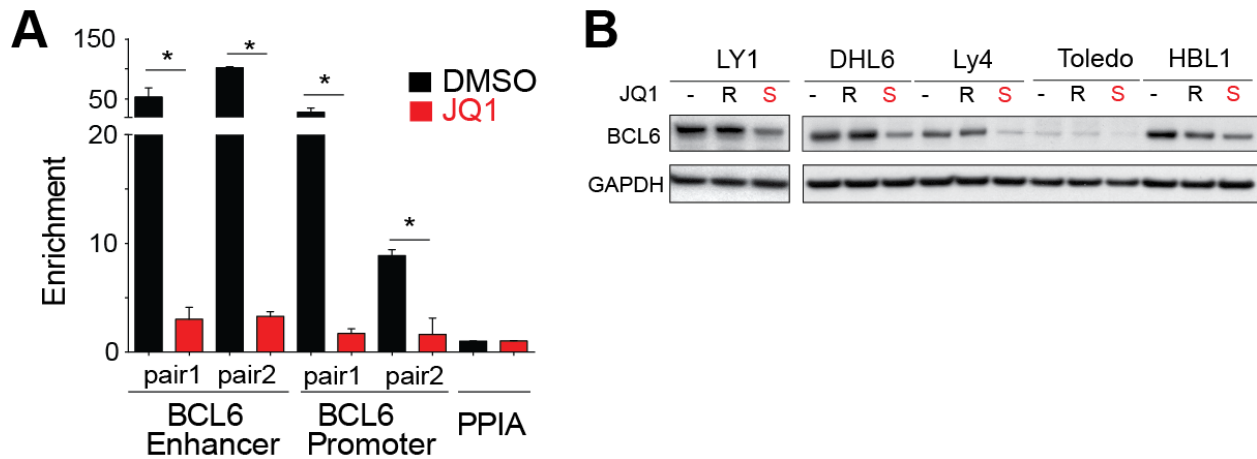 A
150
50
20
10
0
Enrichment
* * * *
DMSO
JQ1
pair1 pair2 pair1 pair2
BCL6 Enhancer
BCL6 Promoter
PPIA
B
LY1 DHL6 Ly4 Toledo HBL1
JQ1 - R S - R S - R S - R S - R S
BCL6
GAPDH